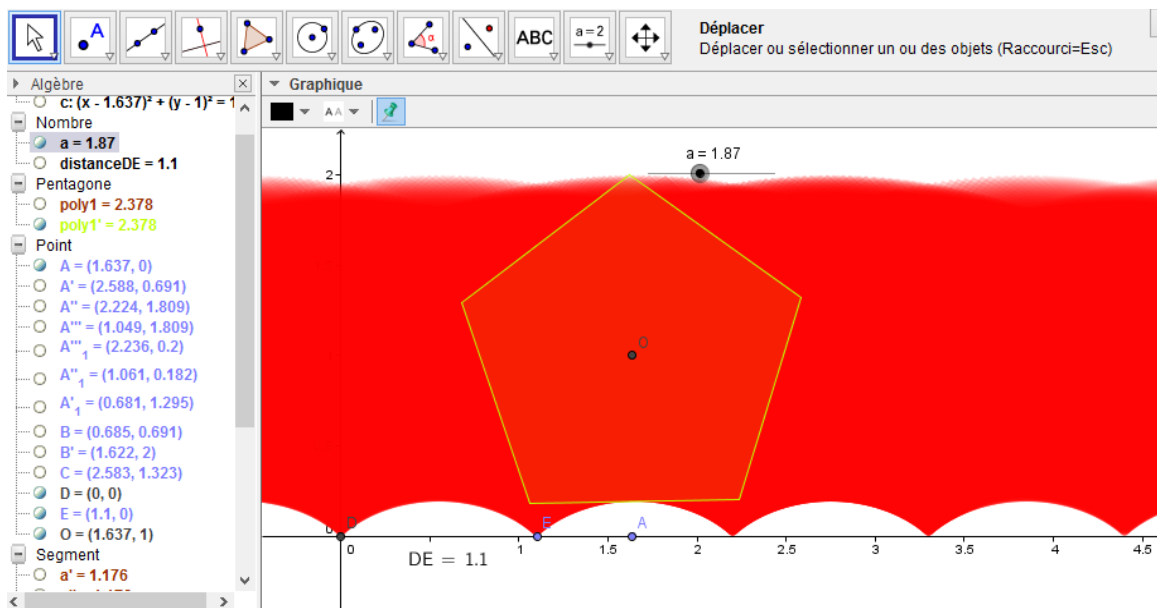 A
α
ABC
a = 2
Déplacer
Déplacer ou sélectionner un ou des objets (Raccourci=Esc)
Algèbre
c: (x - 1.637)² + (y - 1)² = 1
Nombre
a = 1.87
distanceDE = 1.1
Pentagone
poly1 = 2.378
poly1' = 2.378
Point
A = (1.637, 0)
A' = (2.588, 0.691)
A'' = (2.224, 1.809)
A''' = (1.049, 1.809)
A'''₁ = (2.236, 0.2)
A''₁ = (1.061, 0.182)
A'₁ = (0.681, 1.295)
B = (0.685, 0.691)
B' = (1.622, 2)
C = (2.583, 1.323)
D = (0, 0)
E = (1.1, 0)
O = (1.637, 1)
Segment
a' = 1.176
Graphique
A A
a = 1.87
2
O
0 D E A
0 1 1.5 2 2.5 3 3.5 4 4.5
DE = 1.1